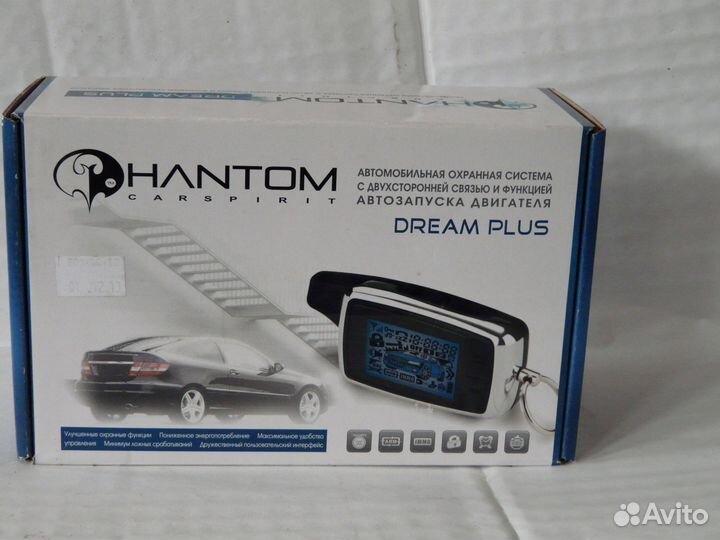 DREAM PLUS
PHANTOM
CARSPIRIT
АВТОМОБИЛЬНАЯ ОХРАННАЯ СИСТЕМА
С ДВУХСТОРОННЕЙ СВЯЗЬЮ И ФУНКЦИЕЙ
АВТОЗАПУСКА ДВИГАТЕЛЯ
DREAM PLUS
Улучшенные охранные функции Пониженное энергопотребление Максимальное удобство
управления Минимум ложных срабатываний Дружественный пользовательский интерфейс
Avito